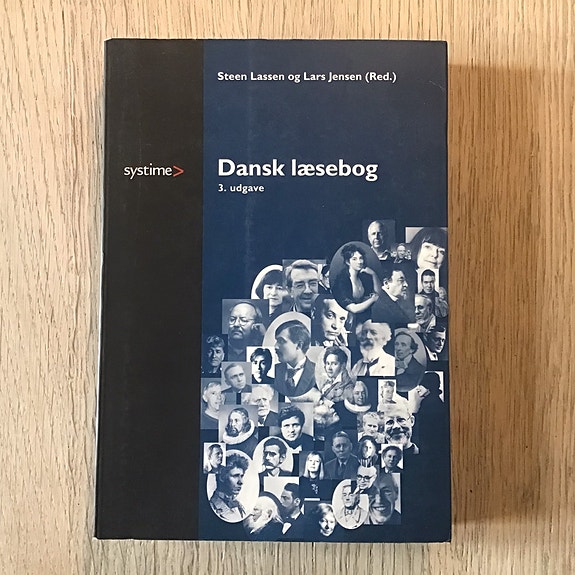 Steen Lassen og Lars Jensen (Red.)
systime>
Dansk læsebog
3. udgave